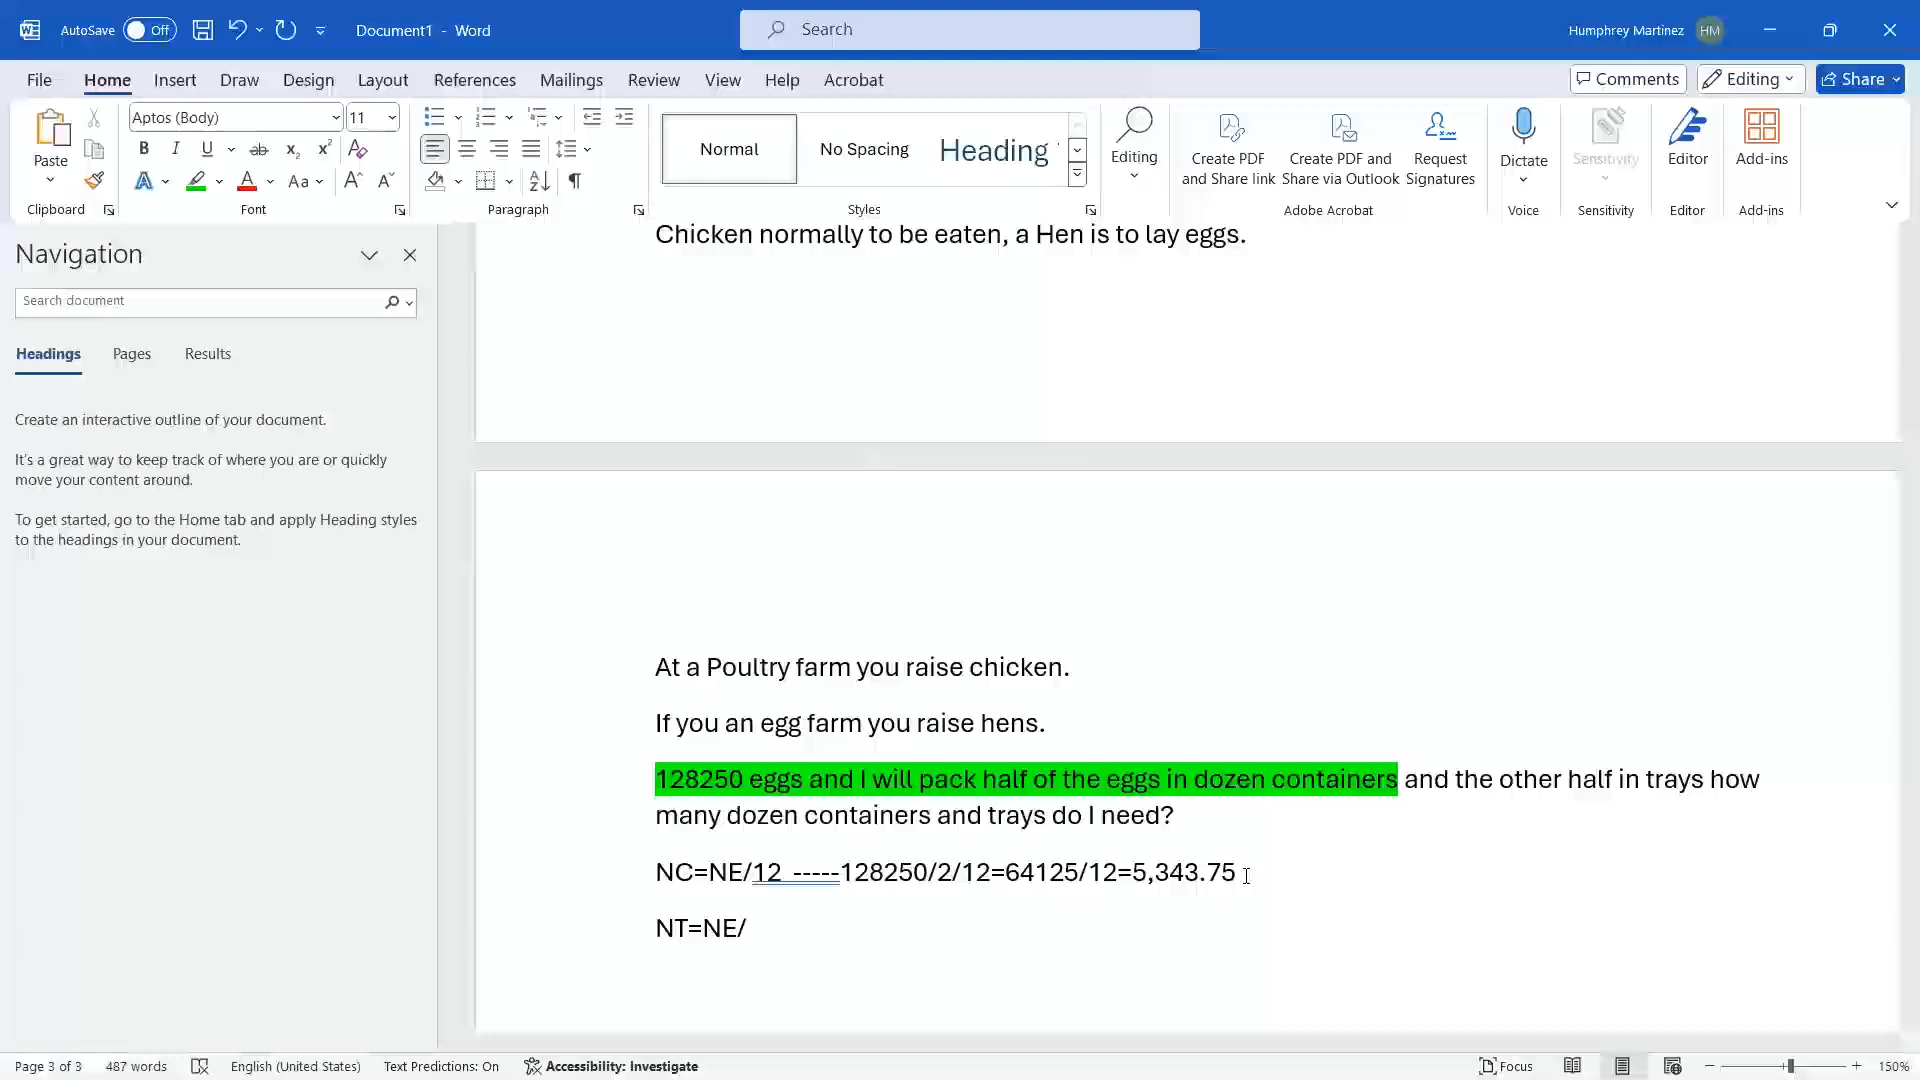 AutoSave Off Document1 - Word Search Humphrey Martinez HM
File Home Insert Draw Design Layout References Mailings Review View Help Acrobat Comments Editing Share
Paste
Aptos (Body) 11
B I U ab x₂ x² A
A A Aa A A
Normal No Spacing Heading
Editing
Create PDF and Share link
Create PDF and Share via Outlook
Request Signatures
Dictate
Sensitivity
Editor
Add-ins
Clipboard Font Paragraph Styles Adobe Acrobat Voice Sensitivity Editor Add-ins
Navigation
Search document
Headings Pages Results
Create an interactive outline of your document.
It's a great way to keep track of where you are or quickly
move your content around.
To get started, go to the Home tab and apply Heading styles
to the headings in your document.
Chicken normally to be eaten, a Hen is to lay eggs.
At a Poultry farm you raise chicken.
If you an egg farm you raise hens.
128250 eggs and I will pack half of the eggs in dozen containers and the other half in trays how
many dozen containers and trays do I need?
NC=NE/12 -----128250/2/12=64125/12=5,343.75
NT=NE/
Page 3 of 3 487 words English (United States) Text Predictions: On Accessibility: Investigate Focus 150%